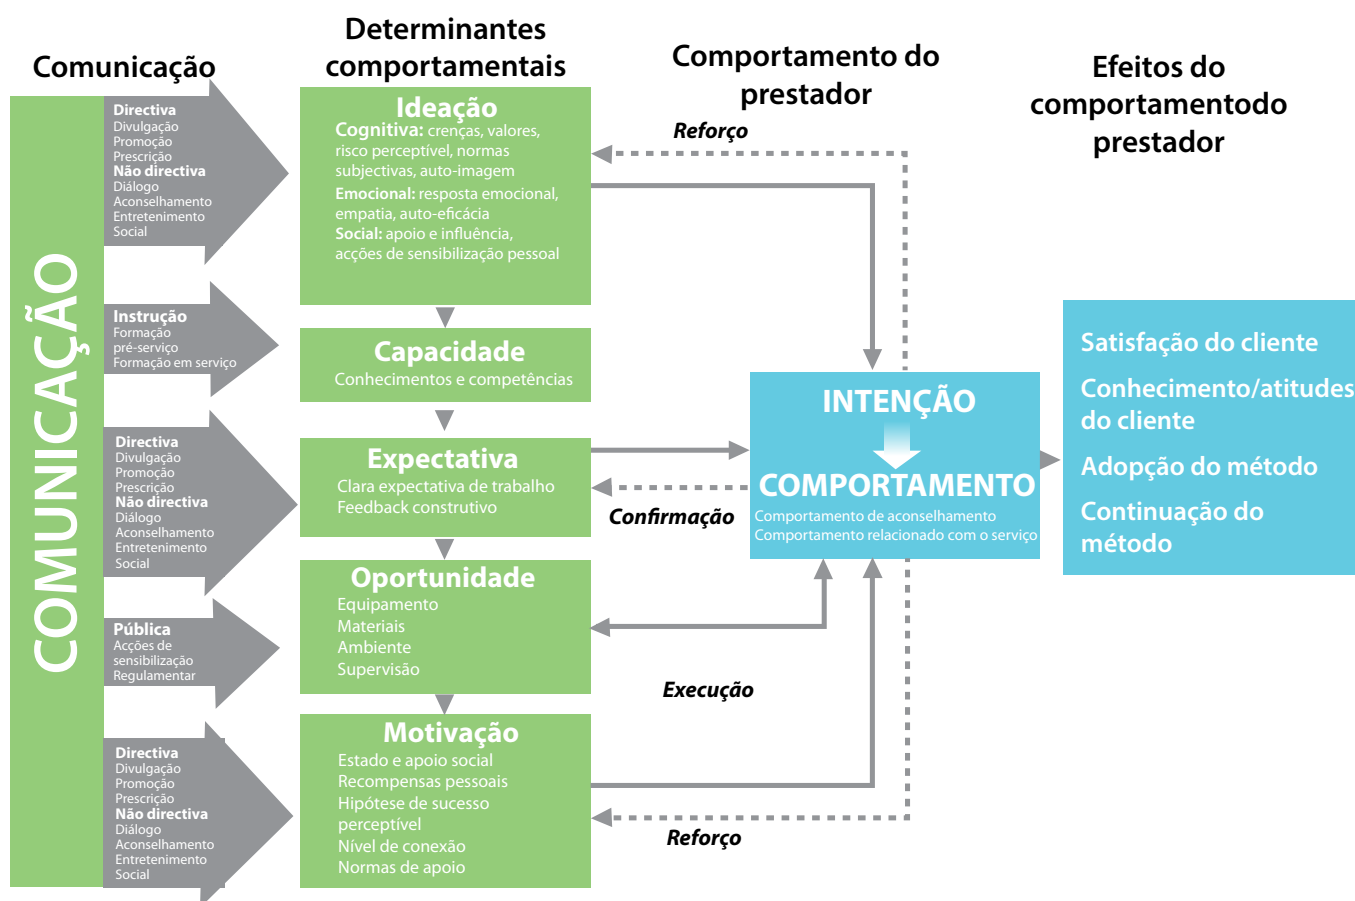 Comunicação
Determinantes
comportamentais
Comportamento do
prestador
Efeitos do
comportamentodo
prestador
COMUNICAÇÃO
Directiva
Divulgação
Promoção
Prescrição
Não directiva
Diálogo
Aconselhamento
Entretenimento
Social
Instrução
Formação
pré-serviço
Formação em serviço
Directiva
Divulgação
Promoção
Prescrição
Não directiva
Diálogo
Aconselhamento
Entretenimento
Social
Pública
Acções de
sensibilização
Regulamentar
Directiva
Divulgação
Promoção
Prescrição
Não directiva
Diálogo
Aconselhamento
Entretenimento
Social
Ideação
Cognitiva: crenças, valores,
risco perceptível, normas
subjectivas, auto-imagem
Emocional: resposta emocional,
empatia, auto-eficácia
Social: apoio e influência,
acções de sensibilização pessoal
Capacidade
Conhecimentos e competências
Expectativa
Clara expectativa de trabalho
Feedback construtivo
Oportunidade
Equipamento
Materiais
Ambiente
Supervisão
Motivação
Estado e apoio social
Recompensas pessoais
Hipótese de sucesso
perceptível
Nível de conexão
Normas de apoio
Reforço
Confirmação
Execução
Reforço
INTENÇÃO
COMPORTAMENTO
Comportamento de aconselhamento
Comportamento relacionado com o serviço
Satisfação do cliente
Conhecimento/atitudes
do cliente
Adopção do método
Continuação do
método